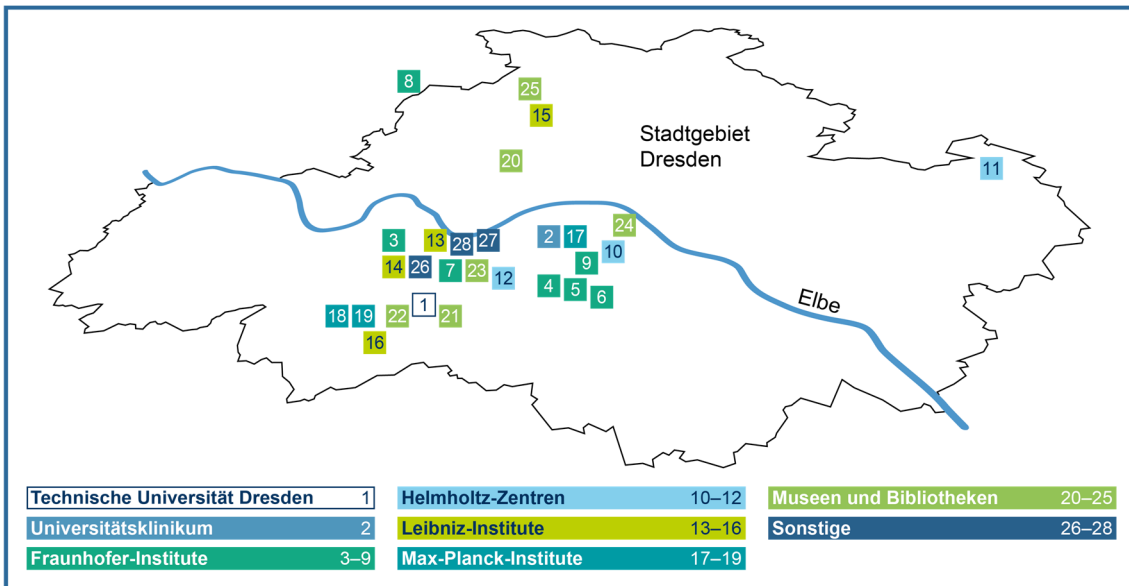 8
25
15
Stadtgebiet
Dresden
20
11
24
3
13
28
27
2
17
10
14
26
7
23
12
9
4
5
6
Elbe
1
18
19
22
21
16
Technische Universität Dresden 1
Universitätsklinikum 2
Fraunhofer-Institute 3–9
Helmholtz-Zentren 10–12
Leibniz-Institute 13–16
Max-Planck-Institute 17–19
Museen und Bibliotheken 20–25
Sonstige 26–28